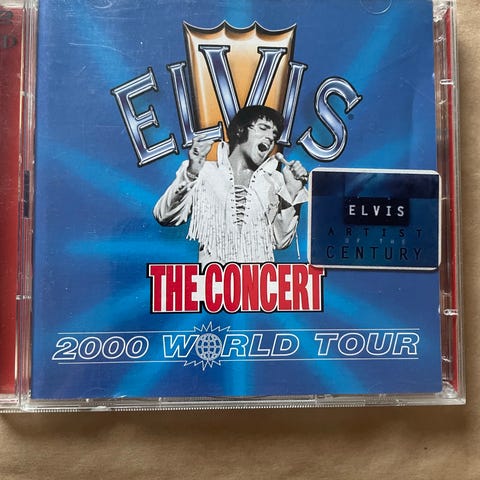 ELVIS®
ELVIS
ARTIST
OF THE
CENTURY
THE CONCERT
2000 WORLD TOUR